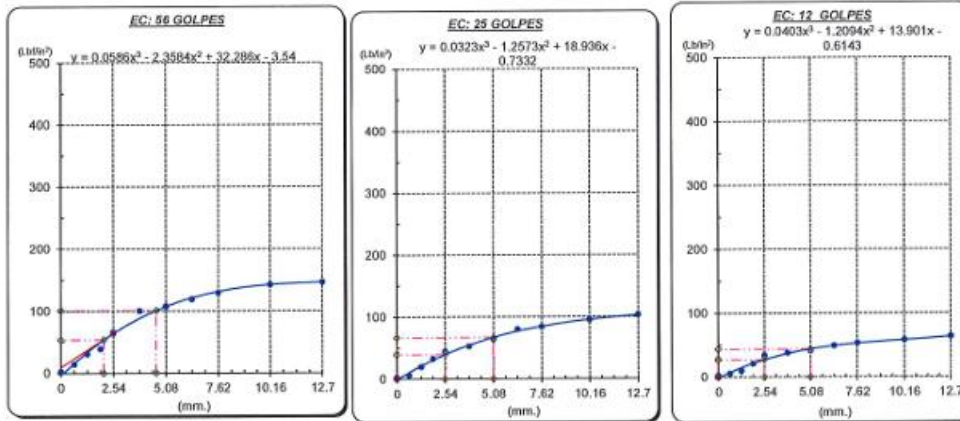 EC: 56 GOLPES
(Lbf/in²)
y = 0.0586x³ - 2.3584x² + 32.286x - 3.54
500
400
300
200
100
0
0 2.54 5.08 7.62 10.16 12.7
(mm.)
EC: 25 GOLPES
y = 0.0323x³ - 1.2573x² + 18.936x -
0.7332
(Lbf/in²)
500
400
300
200
100
0
0 2.54 5.08 7.62 10.16 12.7
(mm.)
EC: 12 GOLPES
y = 0.0403x³ - 1.2094x² + 13.901x -
0.6143
(Lbf/in²)
500
400
300
200
100
0
0 2.54 5.08 7.62 10.16 12.7
(mm.)